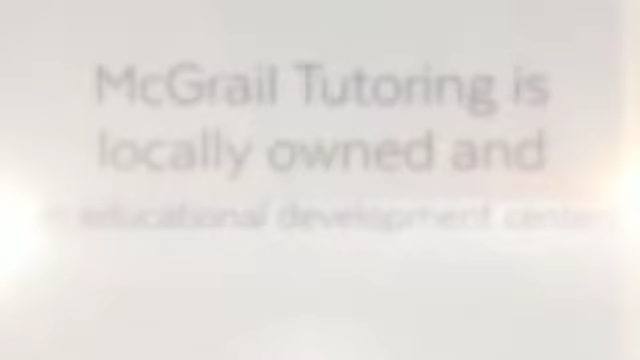 McGrail Tutoring is
locally owned and
educational development center